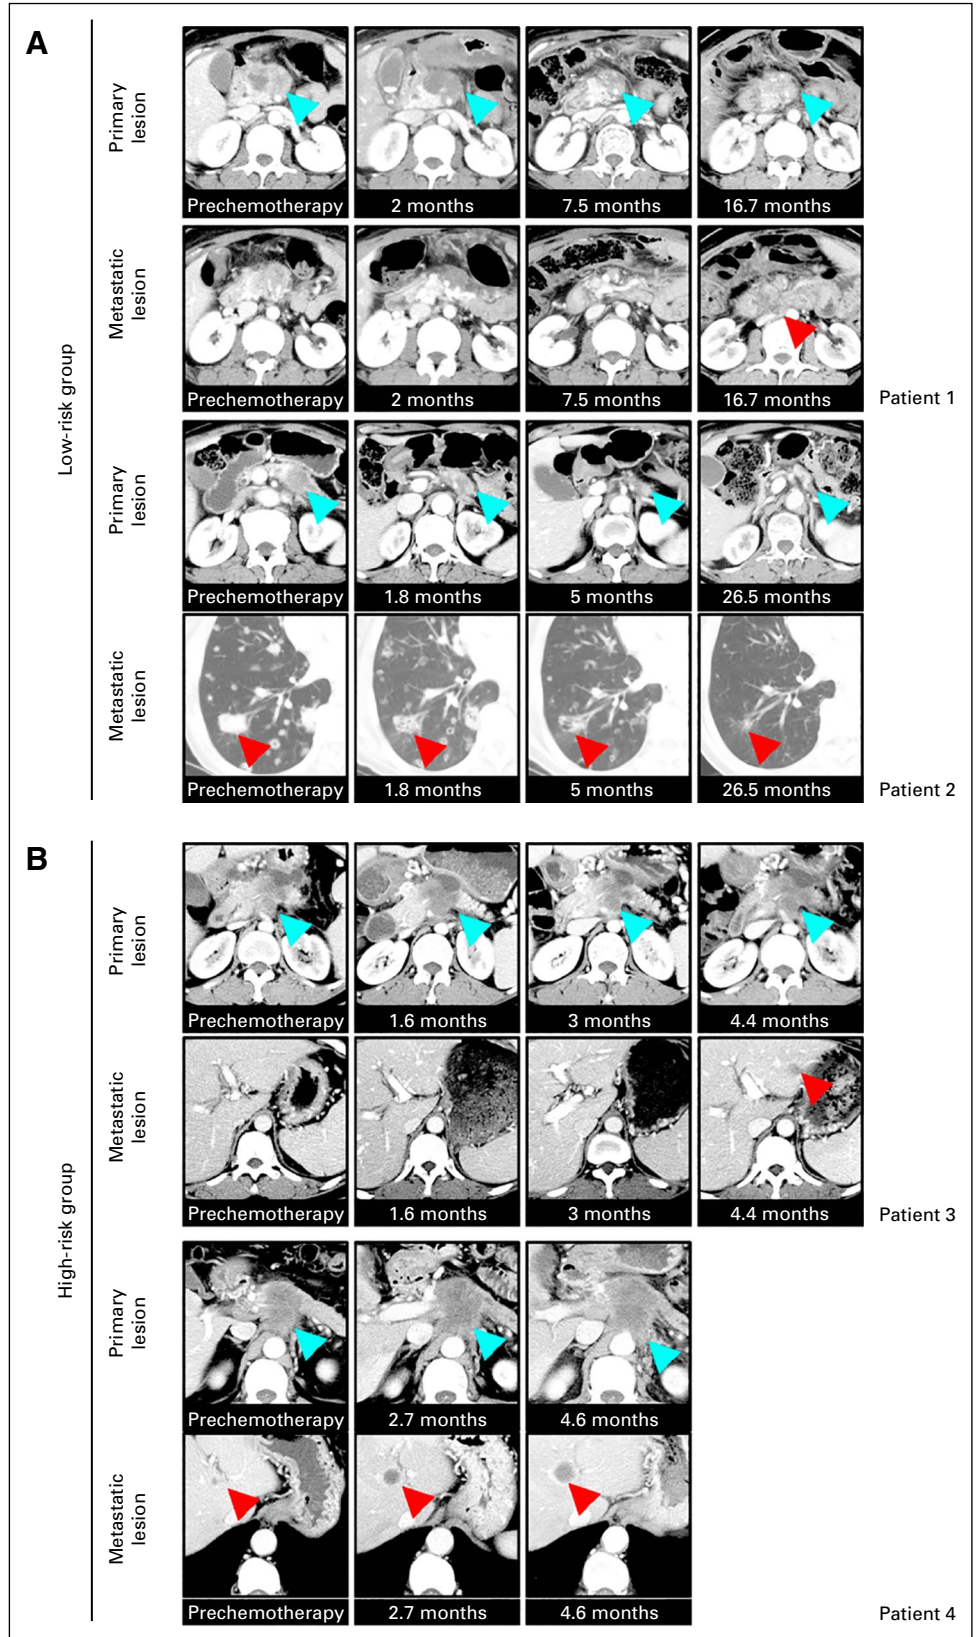 A
Low-risk group
Primary
lesion
Prechemotherapy
2 months
7.5 months
16.7 months
Metastatic
lesion
Prechemotherapy
2 months
7.5 months
16.7 months
Patient 1
Primary
lesion
Prechemotherapy
1.8 months
5 months
26.5 months
Metastatic
lesion
Prechemotherapy
1.8 months
5 months
26.5 months
Patient 2
B
High-risk group
Primary
lesion
Prechemotherapy
1.6 months
3 months
4.4 months
Metastatic
lesion
Prechemotherapy
1.6 months
3 months
4.4 months
Patient 3
Primary
lesion
Prechemotherapy
2.7 months
4.6 months
Metastatic
lesion
Prechemotherapy
2.7 months
4.6 months
Patient 4